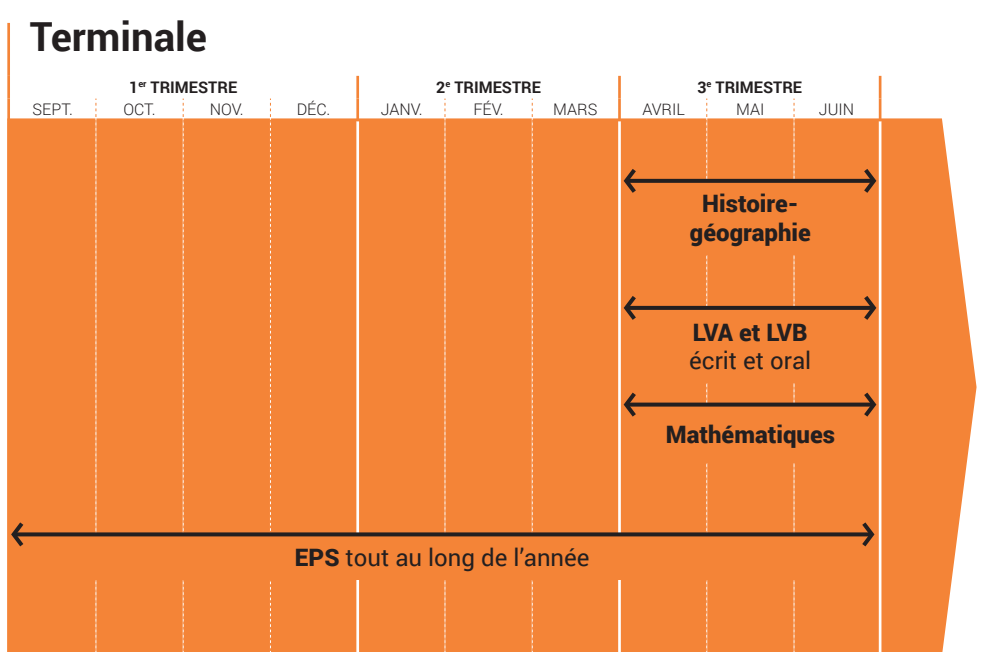 Terminale
1er TRIMESTRE 2e TRIMESTRE 3e TRIMESTRE
SEPT. OCT. NOV. DÉC. JANV. FÉV. MARS AVRIL MAI JUIN
Histoire-
géographie
LVA et LVB
écrit et oral
Mathématiques
EPS tout au long de l'année